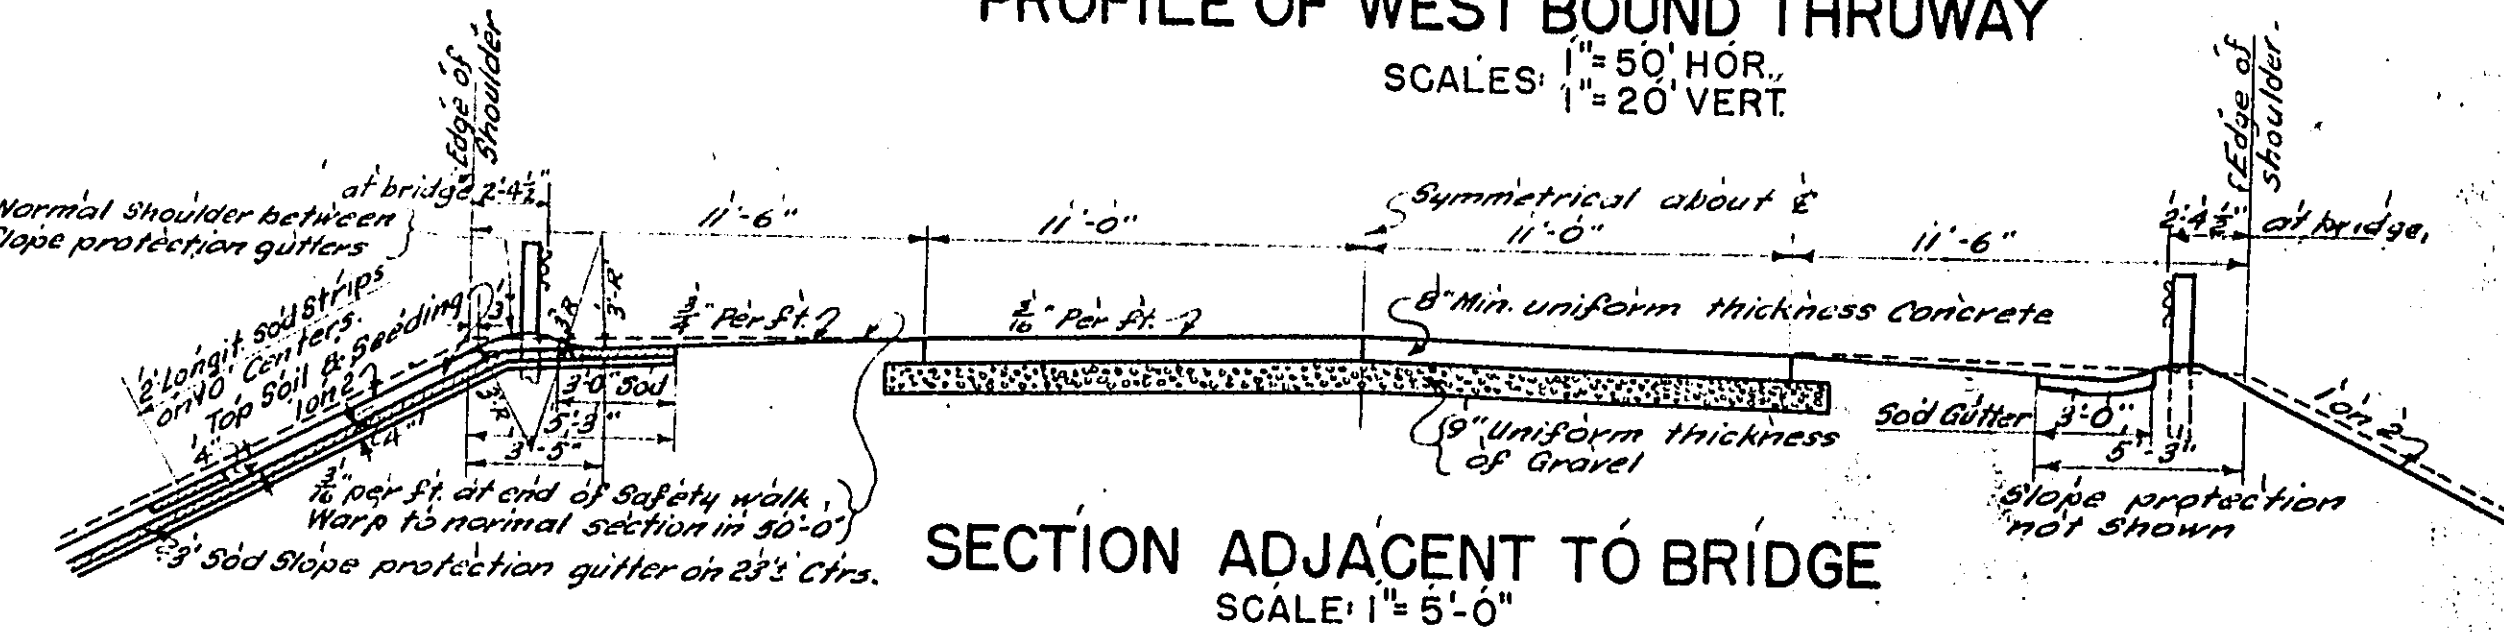 PROFILE OF WEST BOUND THRUWAY
SCALES: 1"=50' HOR.
1"=20' VERT.
Edge of
Shoulder
Edge of
shoulder.
at bridge 2'-4½"
Normal Shoulder between
Slope protection gutters
11'-6"
11'-0"
Symmetrical about ℄
11'-0"
11'-6"
2'-4½" at bridge.
2' Longit. Sod Strips
on 10' Centers.
Top Soil & Seeding
1 on 2
3'
3'-R
3'-R
¾" Per ft.
3/16" Per ft.
8" Min. uniform thickness Concrete
4"
4"
3'-R
3'-0" Sod
5'-3"
3'-5"
9" Uniform thickness
of Gravel
Sod Gutter
3'-0"
5'-3"
1 on 2
Slope protection
not shown
3/16" per ft. at end of Safety walk,
Warp to normal section in 50'-0"
3' Sod Slope protection gutter on 23'± Ctrs.
SECTION ADJACENT TO BRIDGE
SCALE: 1"=5'-0"